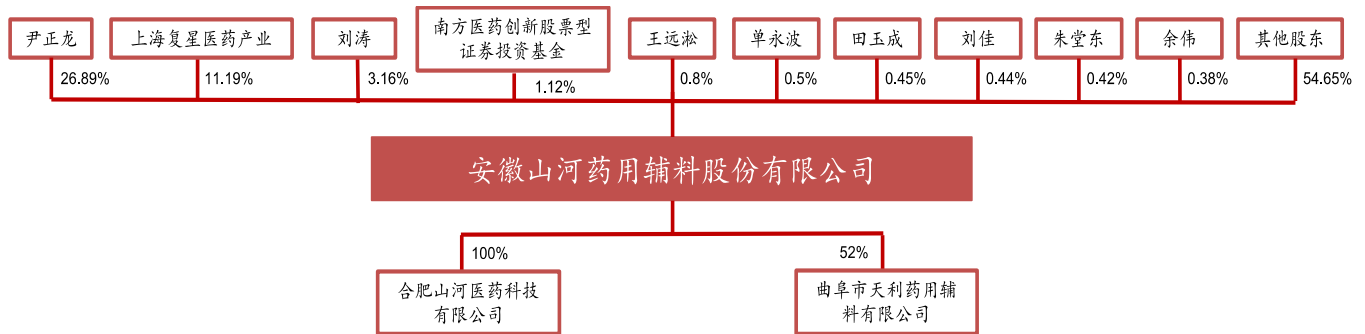 尹正龙
上海复星医药产业
刘涛
南方医药创新股票型
证券投资基金
王远淞
单永波
田玉成
刘佳
朱堂东
余伟
其他股东
26.89%
11.19%
3.16%
1.12%
0.8%
0.5%
0.45%
0.44%
0.42%
0.38%
54.65%
安徽山河药用辅料股份有限公司
100%
52%
合肥山河医药科技
有限公司
曲阜市天利药用辅
料有限公司